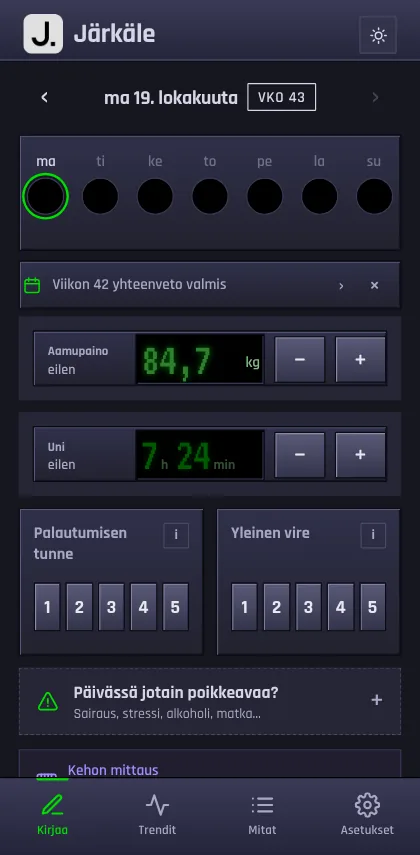 J. Järkäle
ma 19. lokakuuta VKO 43
ma ti ke to pe la su
Viikon 42 yhteenveto valmis
Aamupaino
eilen
84,7 kg
− +
Uni
eilen
7 h 24 min
− +
Palautumisen
tunne
i
1 2 3 4 5
Yleinen vire
i
1 2 3 4 5
Päivässä jotain poikkeavaa?
Sairaus, stressi, alkoholi, matka...
+
Kehon mittaus
Kirjaa Trendit Mitat Asetukset